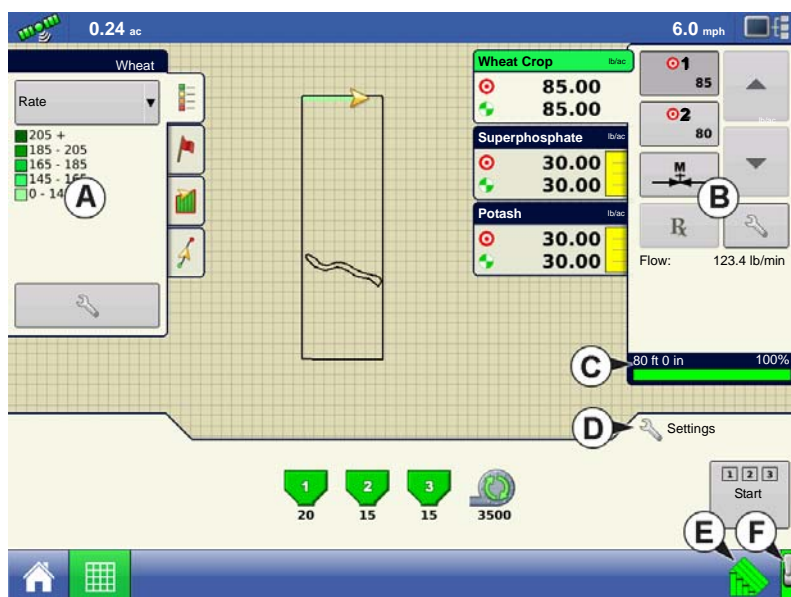 0.24 ac
6.0 mph
Wheat
Rate
205 +
185 - 205
165 - 185
145 - 165
0 - 14
A
Wheat Crop lb/ac
85.00
85.00
Superphosphate lb/ac
30.00
30.00
Potash lb/ac
30.00
30.00
1
85
2
80
lb/ac
M
B
Rx
Flow: 123.4 lb/min
C
80 ft 0 in 100%
D
Settings
1 2 3
Start
1 2 3
20 15 15 3500
E F